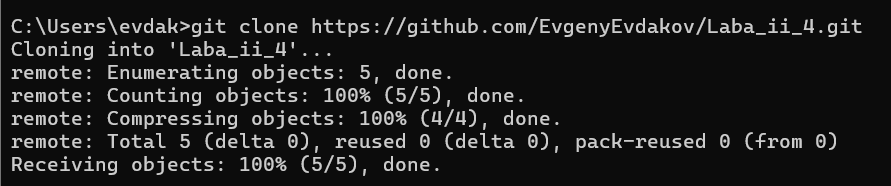 C:\Users\evdak>git clone https://github.com/EvgenyEvdakov/Laba_ii_4.git
Cloning into 'Laba_ii_4'...
remote: Enumerating objects: 5, done.
remote: Counting objects: 100% (5/5), done.
remote: Compressing objects: 100% (4/4), done.
remote: Total 5 (delta 0), reused 0 (delta 0), pack-reused 0 (from 0)
Receiving objects: 100% (5/5), done.